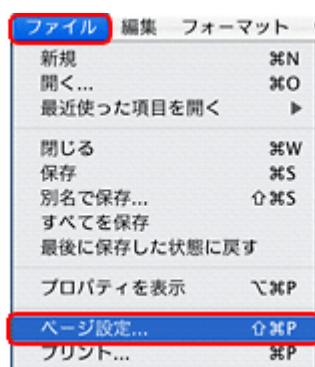 ファイル 編集 フォーマット
新規 ⌘N
開く... ⌘O
最近使った項目を開く ▶
閉じる ⌘W
保存 ⌘S
別名で保存... ⇧⌘S
すべてを保存
最後に保存した状態に戻す
プロパティを表示 ⌥⌘P
ページ設定... ⇧⌘P
プリント... ⌘P